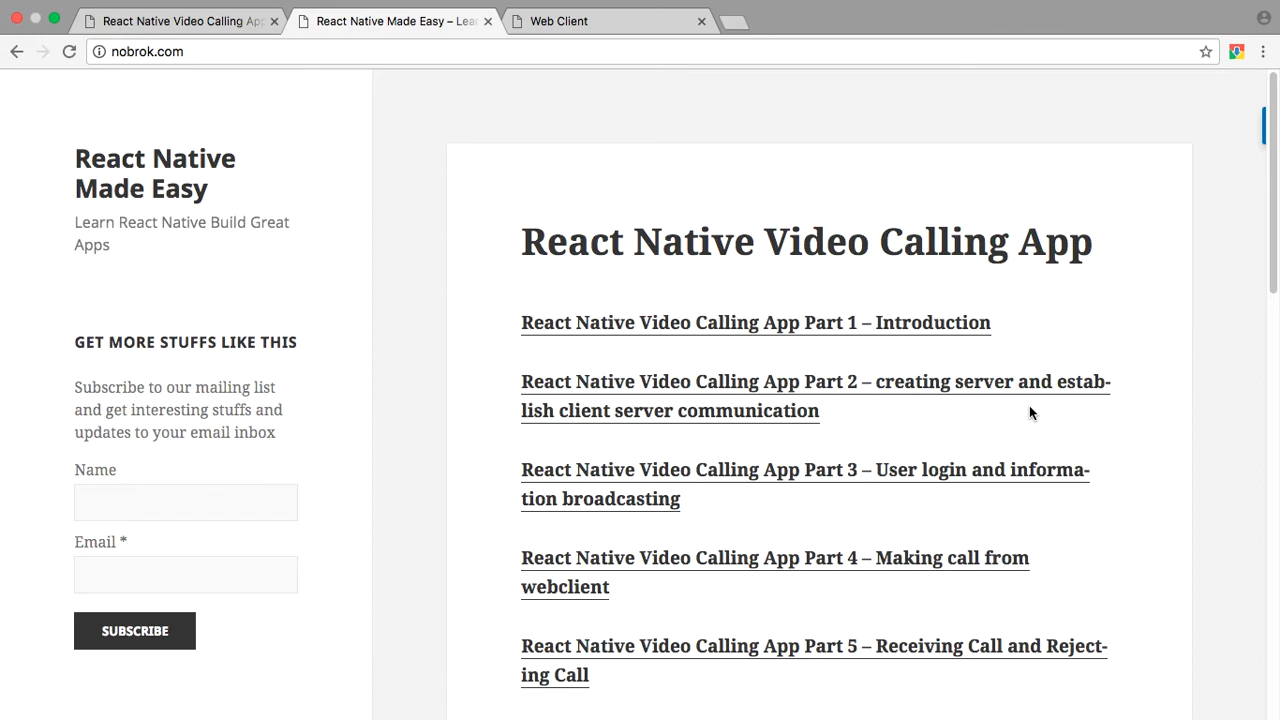 React Native Video Calling App
React Native Made Easy – Lea
Web Client
nobrok.com
React Native
Made Easy
Learn React Native Build Great
Apps
GET MORE STUFFS LIKE THIS
Subscribe to our mailing list
and get interesting stuffs and
updates to your email inbox
Name
Email *
SUBSCRIBE
React Native Video Calling App
React Native Video Calling App Part 1 – Introduction
React Native Video Calling App Part 2 – creating server and estab-
lish client server communication
React Native Video Calling App Part 3 – User login and informa-
tion broadcasting
React Native Video Calling App Part 4 – Making call from
webclient
React Native Video Calling App Part 5 – Receiving Call and Reject-
ing Call